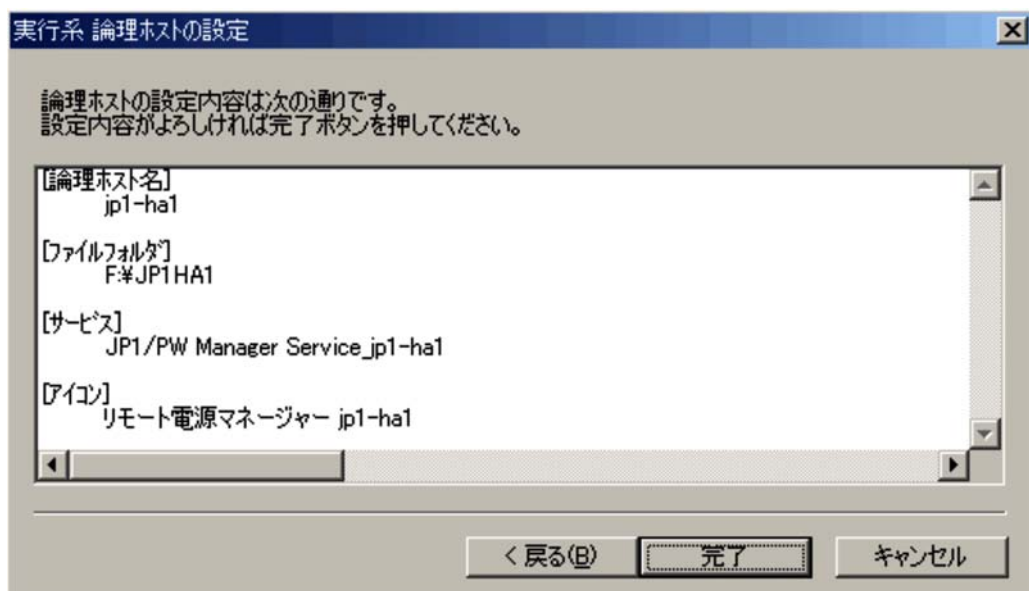 実行系 論理ホストの設定
論理ホストの設定内容は次の通りです。
設定内容がよろしければ完了ボタンを押してください。
[論理ホスト名]
jp1-ha1
[ファイルフォルダ]
F:¥JP1HA1
[サービス]
JP1/PW Manager Service_jp1-ha1
[アイコン]
リモート電源マネージャー jp1-ha1
< 戻る(B)
完了
キャンセル